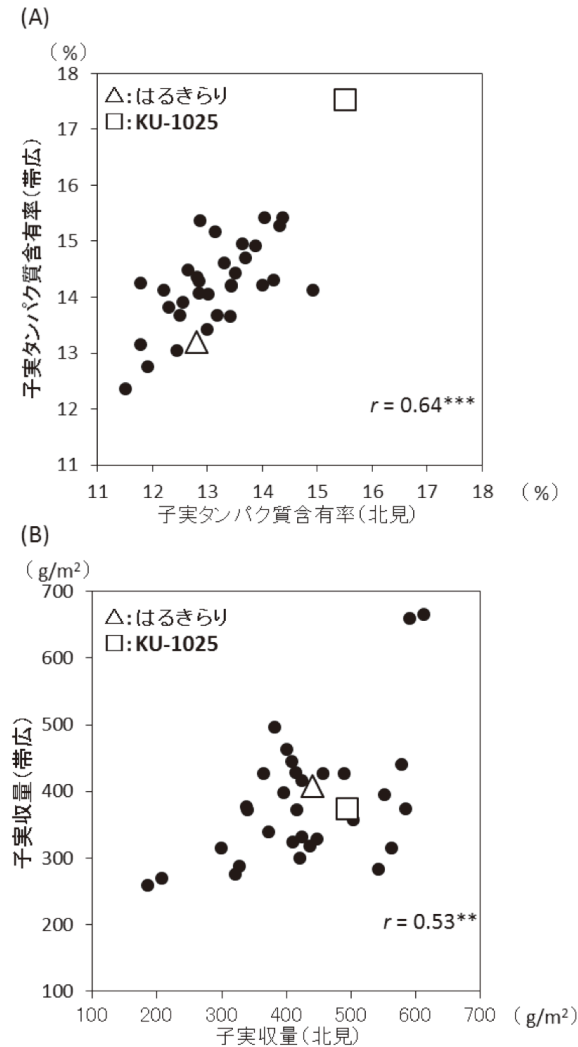 (A)
(%)
18
17
16
15
14
13
12
11
子実タンパク質含有率(帯広)
△:はるきらり
□:KU-1025
r = 0.64***
11 12 13 14 15 16 17 18 (%)
子実タンパク質含有率(北見)
(B)
(g/m²)
700
600
500
400
300
200
100
子実収量(帯広)
△:はるきらり
□:KU-1025
r = 0.53**
100 200 300 400 500 600 700 (g/m²)
子実収量(北見)